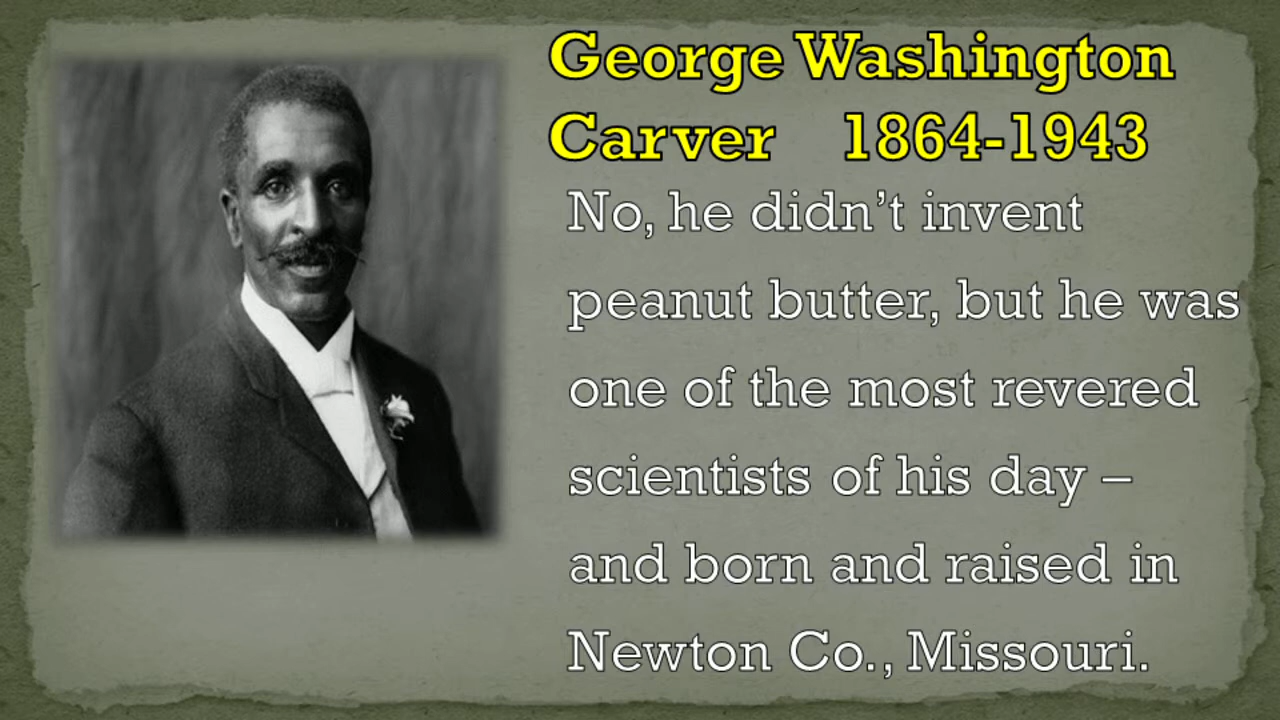 George Washington
Carver 1864-1943
No, he didn’t invent
peanut butter, but he was
one of the most revered
scientists of his day –
and born and raised in
Newton Co., Missouri.